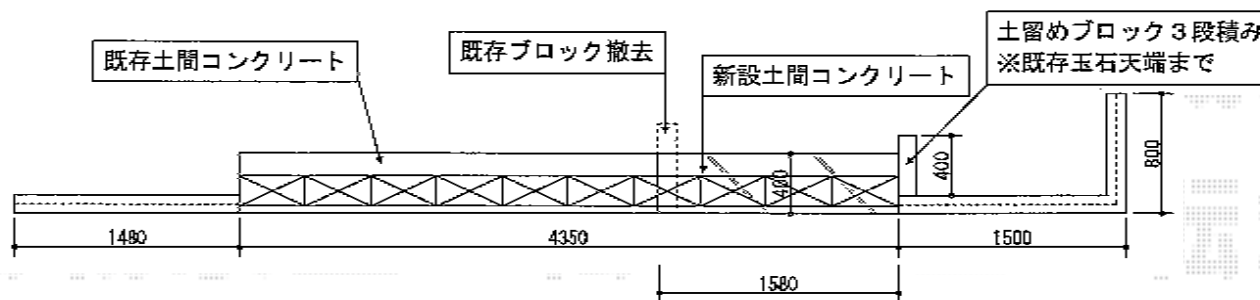 既存土間コンクリート
既存ブロック撤去
新設土間コンクリート
土留めブロック３段積み
※既存玉石天端まで
400
400
800
1480
4350
1500
1580